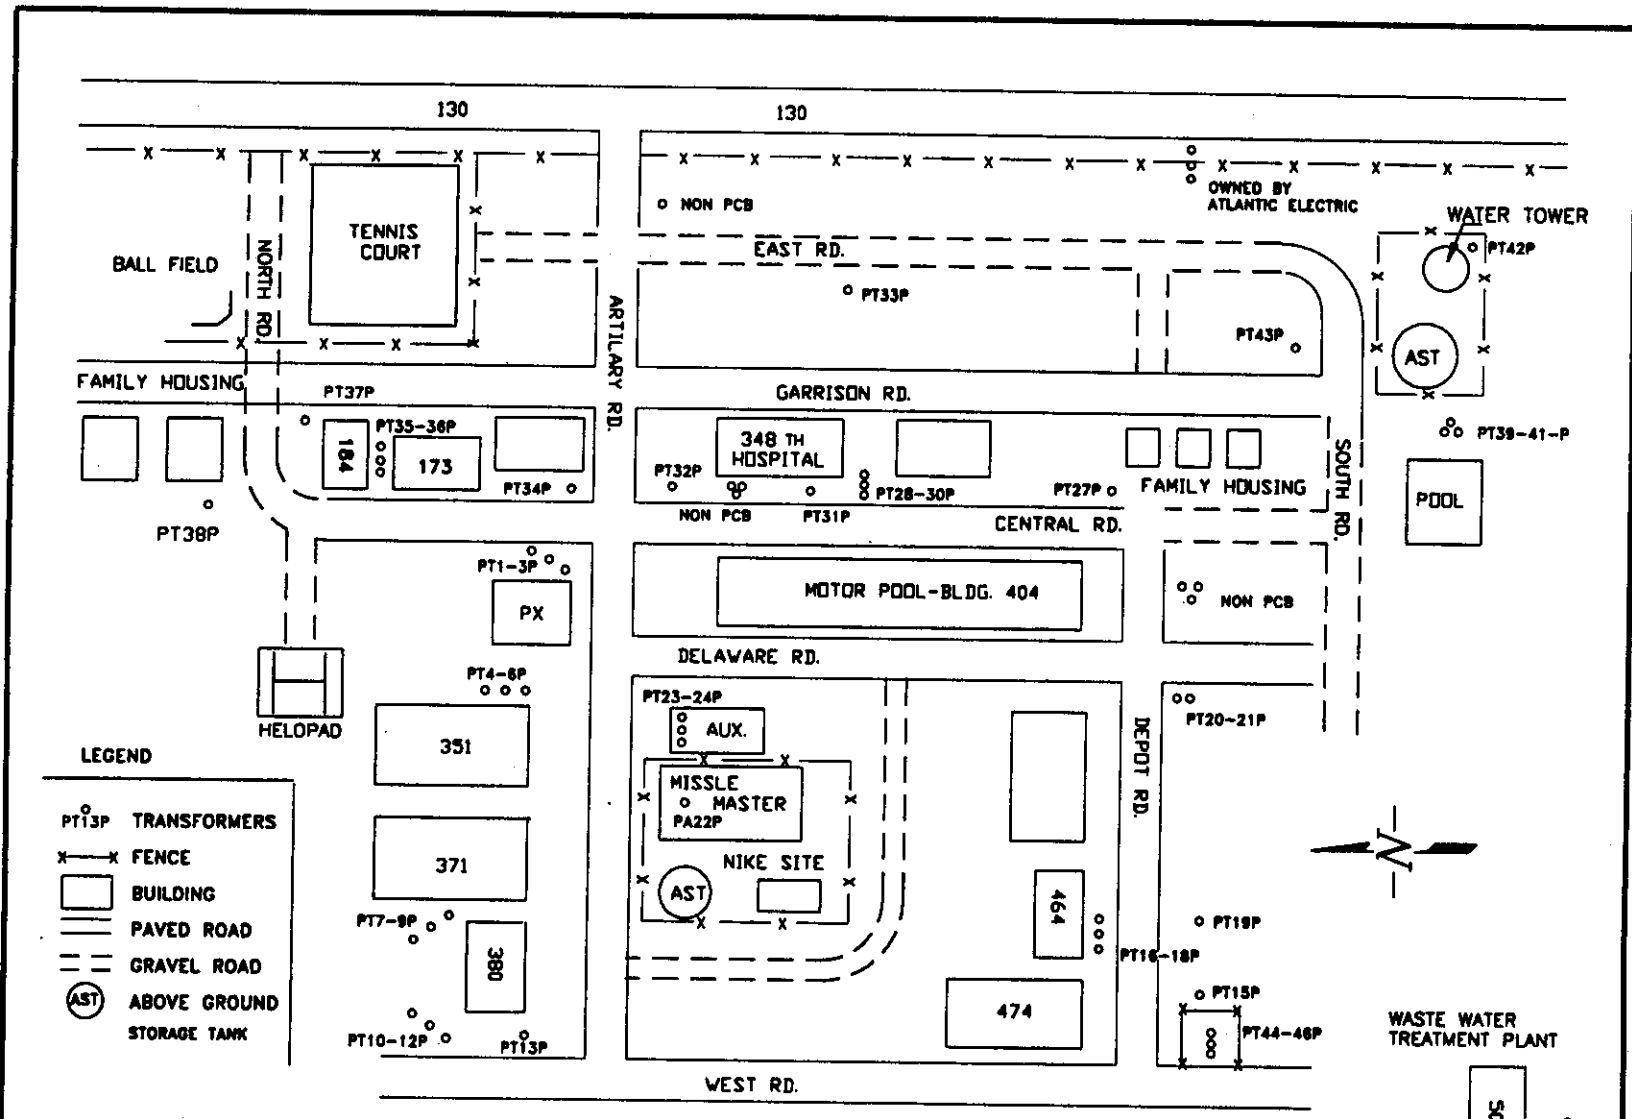 130
130
NON PCB
OWNED BY
ATLANTIC ELECTRIC
WATER TOWER
TENNIS
COURT
BALL FIELD
NORTH RD.
EAST RD.
PT42P
PT33P
ARTILARY RD.
PT43P
AST
FAMILY HOUSING
PT37P
GARRISON RD.
PT35-36P
184
173
PT34P
348 TH
HOSPITAL
PT32P
NON PCB
PT31P
PT28-30P
PT27P
FAMILY HOUSING
SOUTH RD.
PT39-41-P
POOL
PT38P
CENTRAL RD.
PT1-3P
PX
MOTOR POOL-BLDG. 404
NON PCB
DELAWARE RD.
HELOPAD
PT4-6P
PT23-24P
AUX.
PT20-21P
351
DEPOT RD.
MISSLE
MASTER
PA22P
LEGEND
PT13P TRANSFORMERS
X X FENCE
BUILDING
PAVED ROAD
GRAVEL ROAD
AST ABOVE GROUND
STORAGE TANK
371
NIKE SITE
AST
N
PT7-9P
380
464
PT19P
PT16-18P
PT10-12P
PT13P
474
PT15P
PT44-46P
WASTE WATER
TREATMENT PLANT
WEST RD.